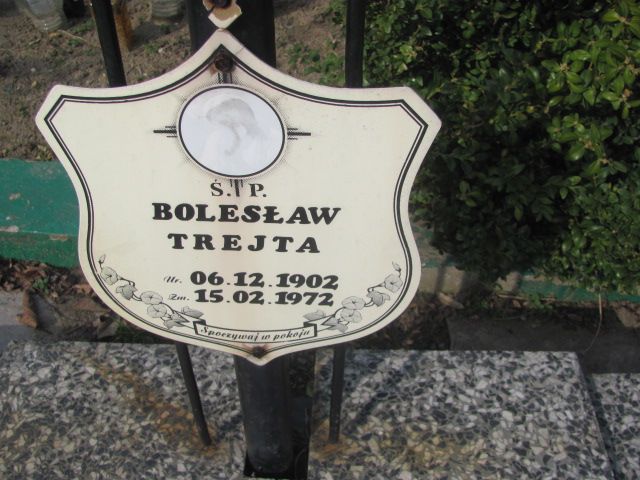 Ś. P.
BOLESŁAW
TREJTA
Ur. 06.12.1902
Zm. 15.02.1972
Spoczywaj w pokoju